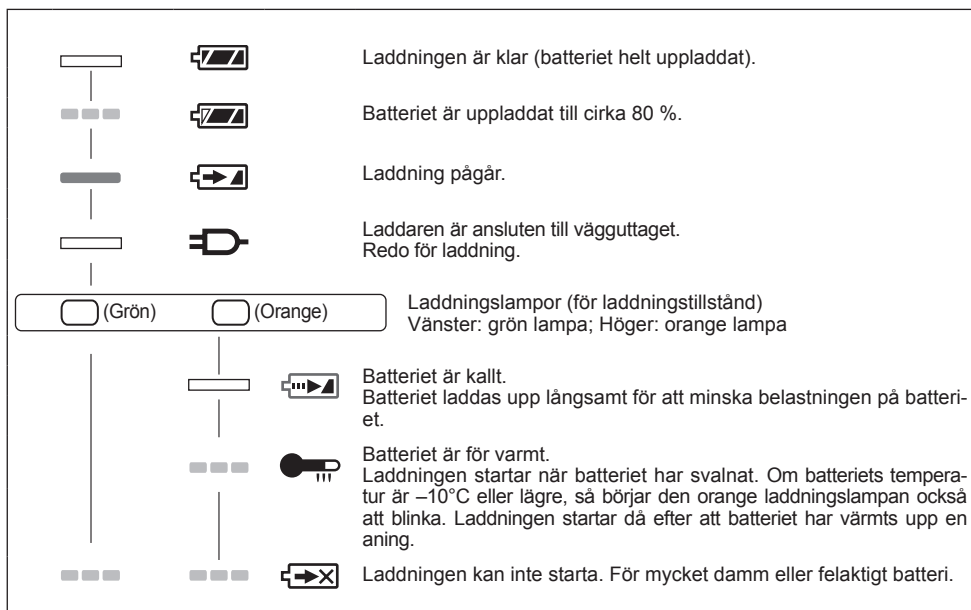 Laddningen är klar (batteriet helt uppladdat).
Batteriet är uppladdat till cirka 80 %.
Laddning pågår.
Laddaren är ansluten till vägguttaget.
Redo för laddning.
(Grön)
(Orange)
Laddningslampor (för laddningstillstånd)
Vänster: grön lampa; Höger: orange lampa
Batteriet är kallt.
Batteriet laddas upp långsamt för att minska belastningen på batteri-
et.
Batteriet är för varmt.
Laddningen startar när batteriet har svalnat. Om batteriets tempera-
tur är –10°C eller lägre, så börjar den orange laddningslampan också
att blinka. Laddningen startar då efter att batteriet har värmts upp en
aning.
Laddningen kan inte starta. För mycket damm eller felaktigt batteri.